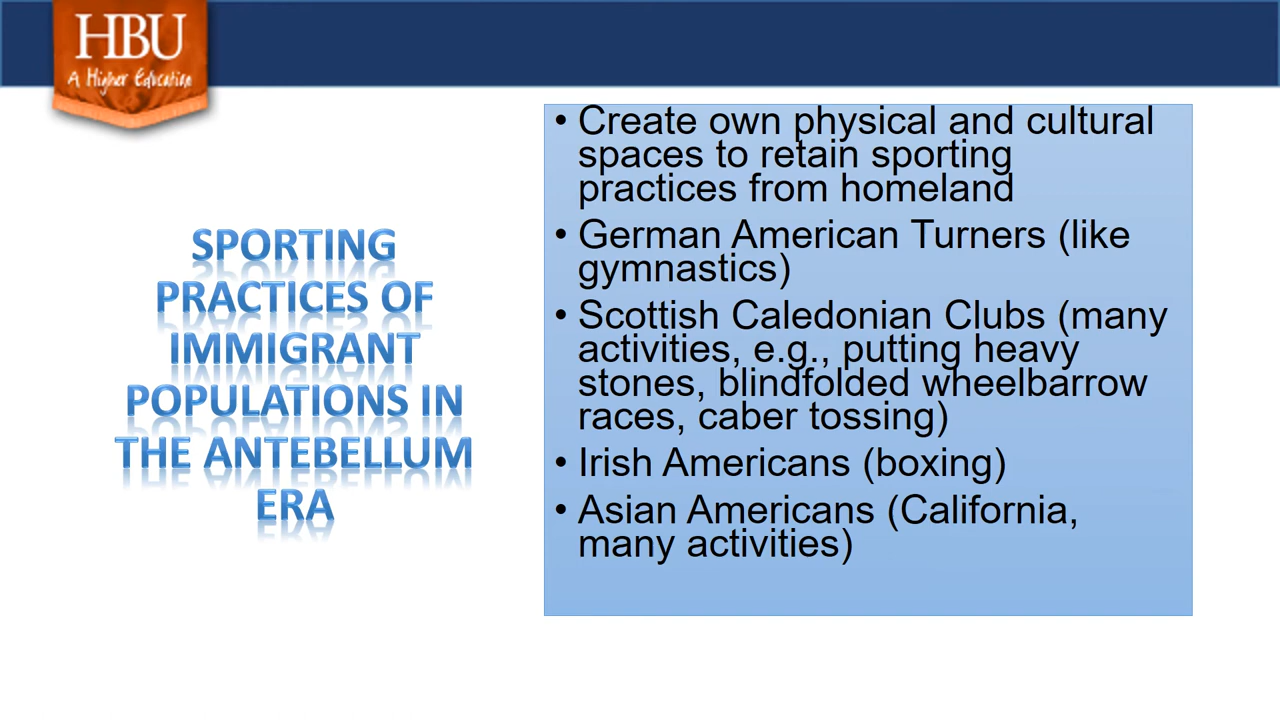 HBU
A Higher Education
SPORTING
PRACTICES OF
IMMIGRANT
POPULATIONS IN
THE ANTEBELLUM
ERA
• Create own physical and cultural
spaces to retain sporting
practices from homeland
• German American Turners (like
gymnastics)
• Scottish Caledonian Clubs (many
activities, e.g., putting heavy
stones, blindfolded wheelbarrow
races, caber tossing)
• Irish Americans (boxing)
• Asian Americans (California,
many activities)